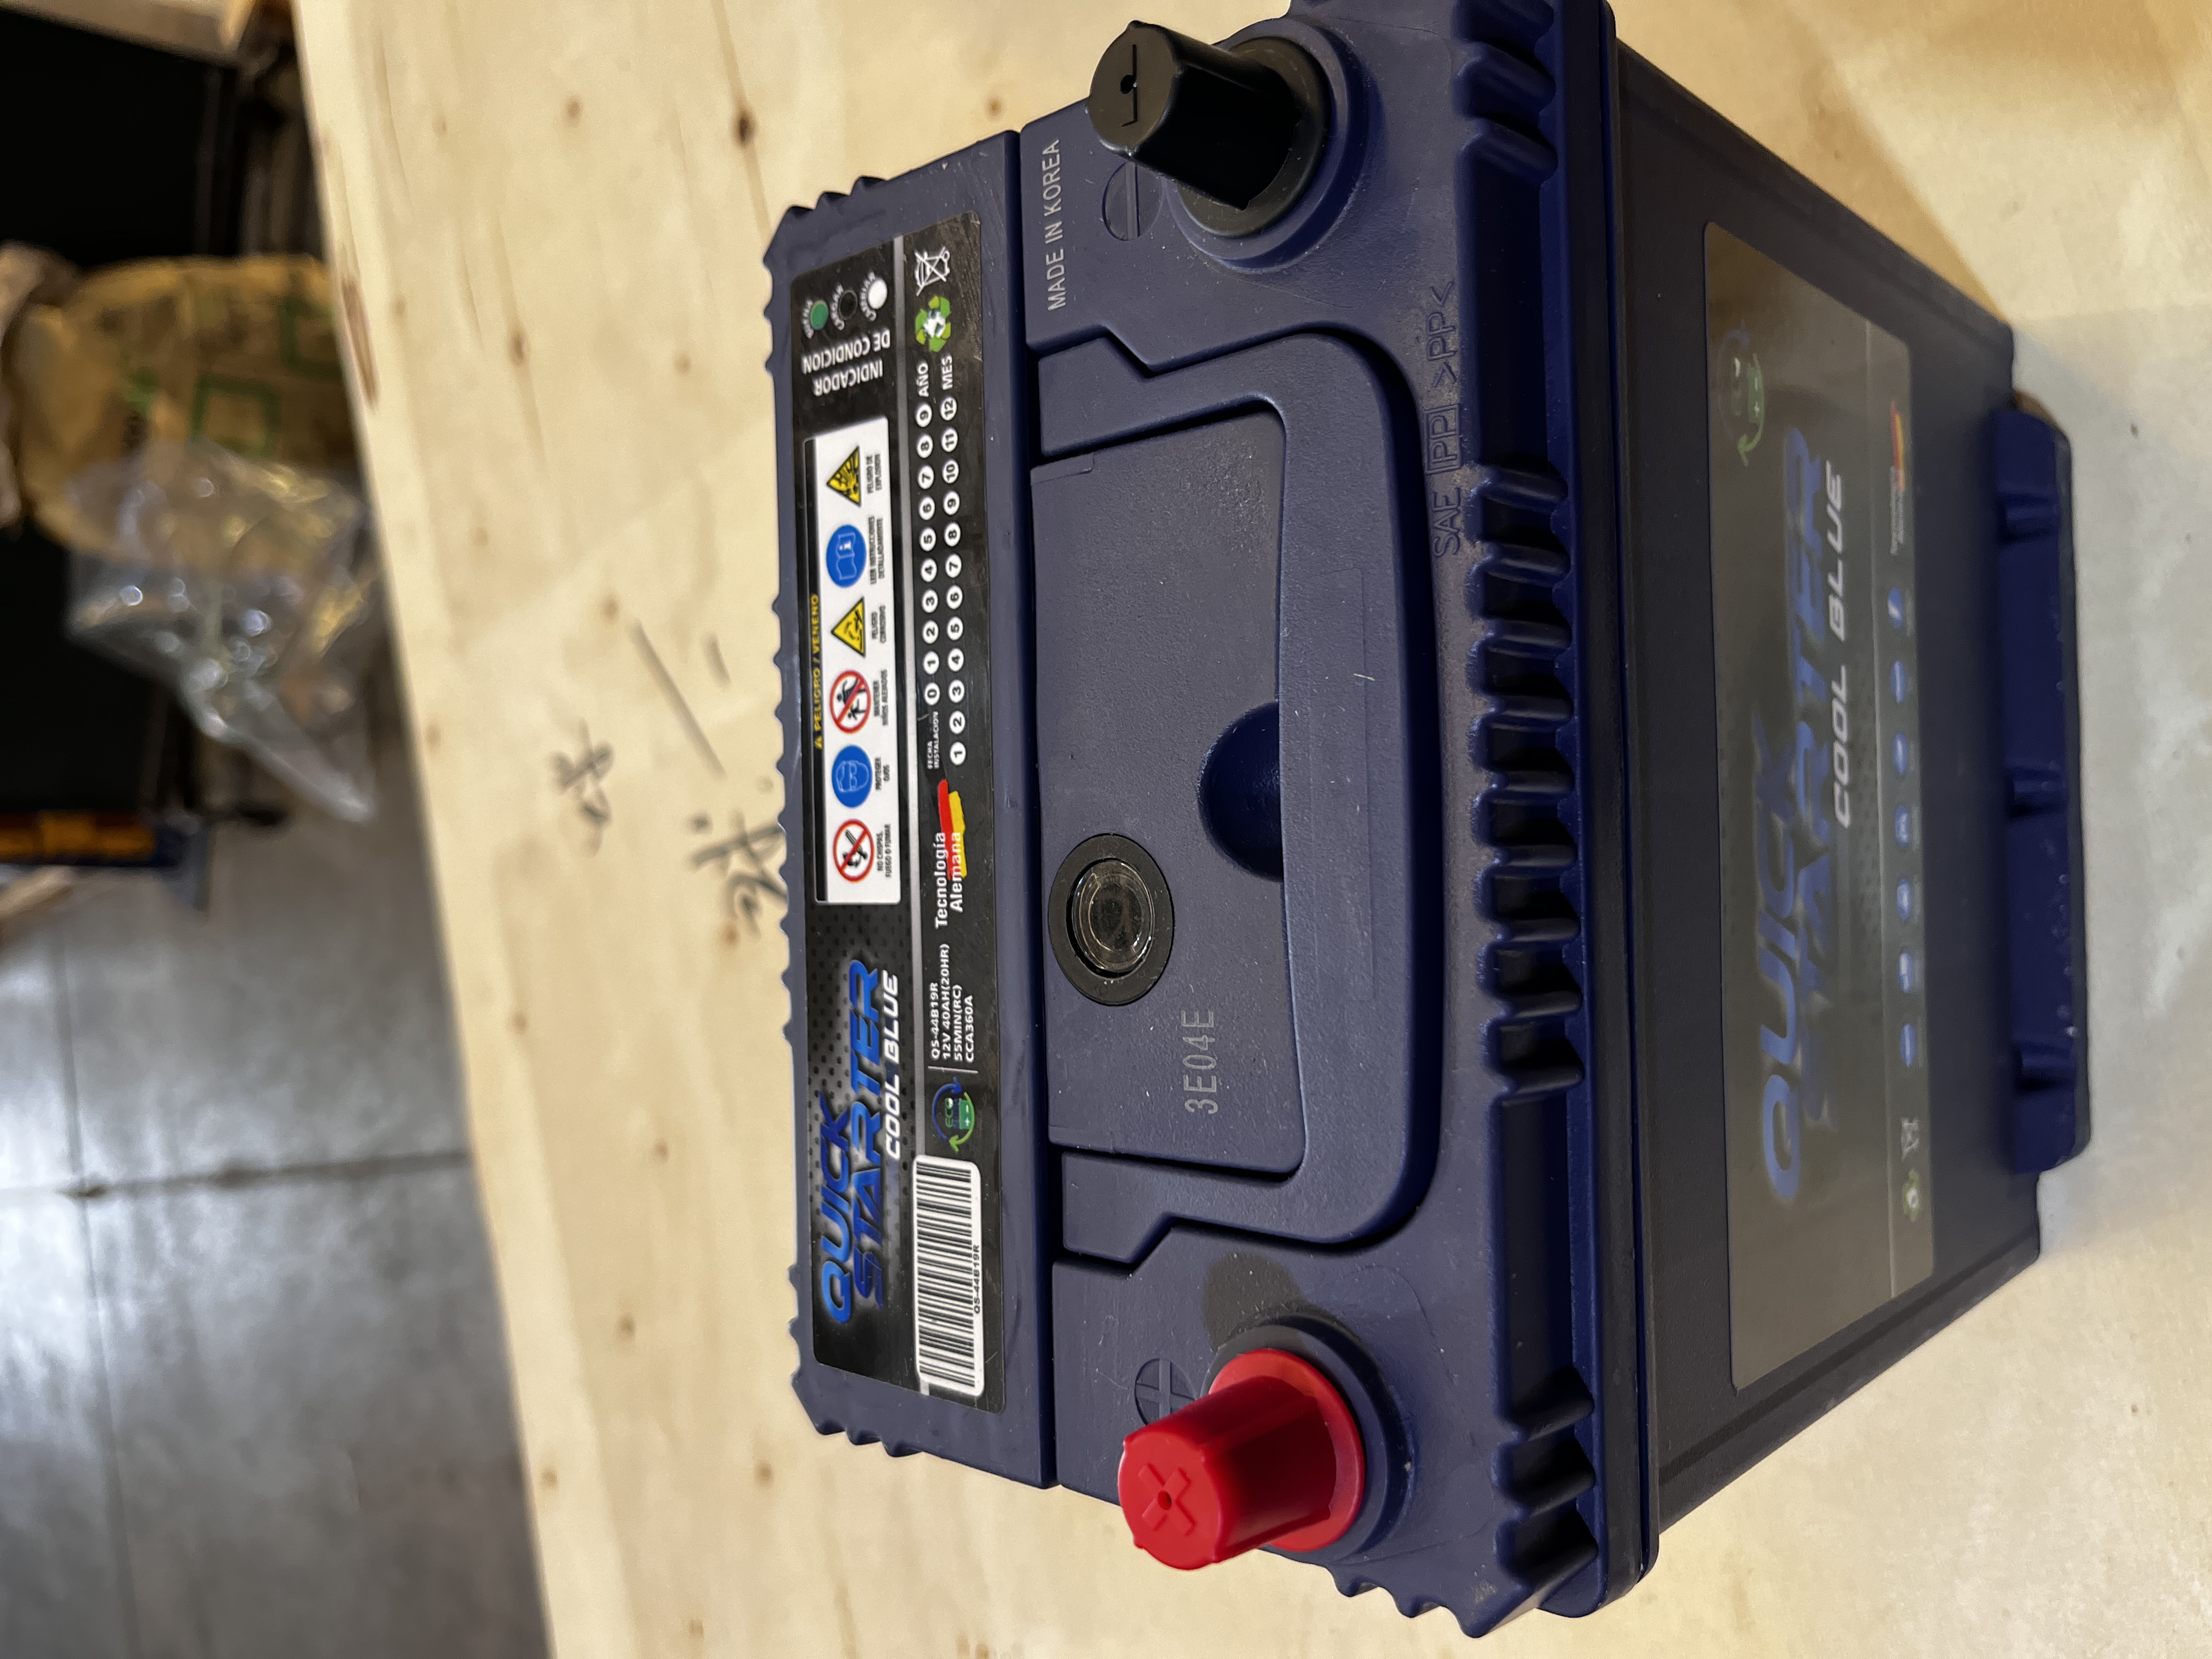 QUICK
STARTER
COOL BLUE
⚠ PELIGRO / VENENO
NO CHISPAS,
FUEGO O FUMAR
PROTEGER
OJOS
MANTENER
NIÑOS ALEJADOS
PELIGRO
CORROSIVO
LEER INSTRUCCIONES
DETALLADAMENTE
PELIGRO DE
EXPLOSION
INDICADOR
DE CONDICION
BUENA
CARGAR
CAMBIAR
QS-44B19R
ECO
QS-44B19R
12V 40AH(20HR)
55MIN(RC)
CCA360A
Tecnología
Alemana
FECHA
INSTALACION
0 1 2 3 4 5 6 7 8 9 AÑO
1 2 3 4 5 6 7 8 9 10 11 12 MES
MADE IN KOREA
3E04E
SAE PP >PP<
QUICK
STARTER
COOL BLUE
Tecnología
Alemana